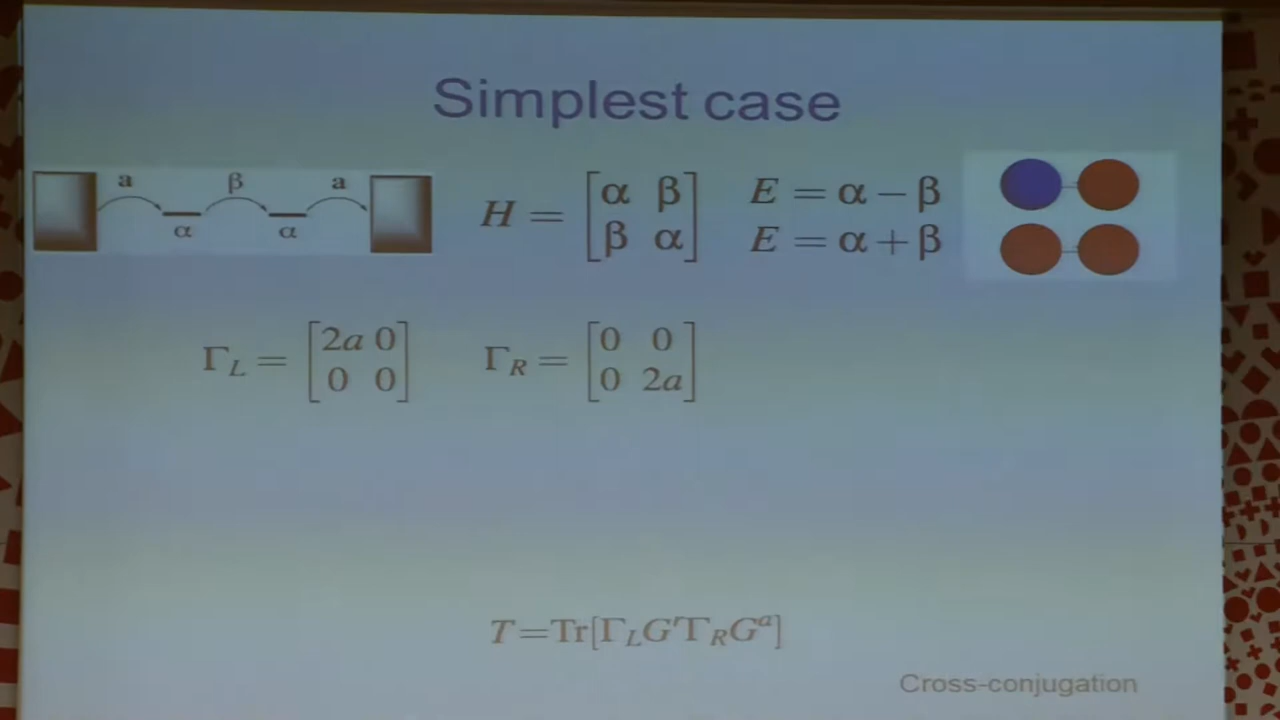 Simplest case
a β a
α α
H = [α β; β α]
E = α − β
E = α + β
Γ_L = [2a 0; 0 0]
Γ_R = [0 0; 0 2a]
T=Tr[Γ_L G^r Γ_R G^a]
Cross-conjugation